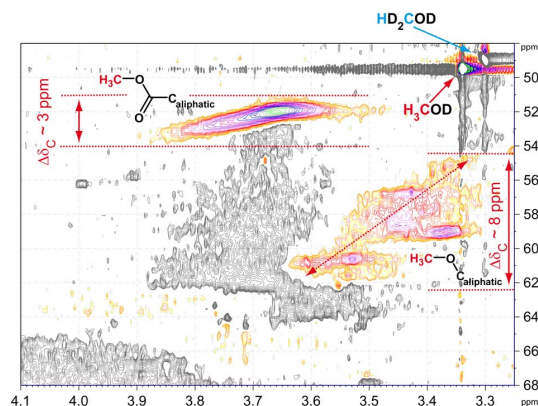 HD2COD
ppm
50
52
54
56
58
60
62
64
66
68
H3C O
Caliphatic
O
ΔδC ~ 3 ppm
H3COD
ΔδC ~ 8 ppm
H3C O
Caliphatic
4.1 4.0 3.9 3.8 3.7 3.6 3.5 3.4 3.3 ppm